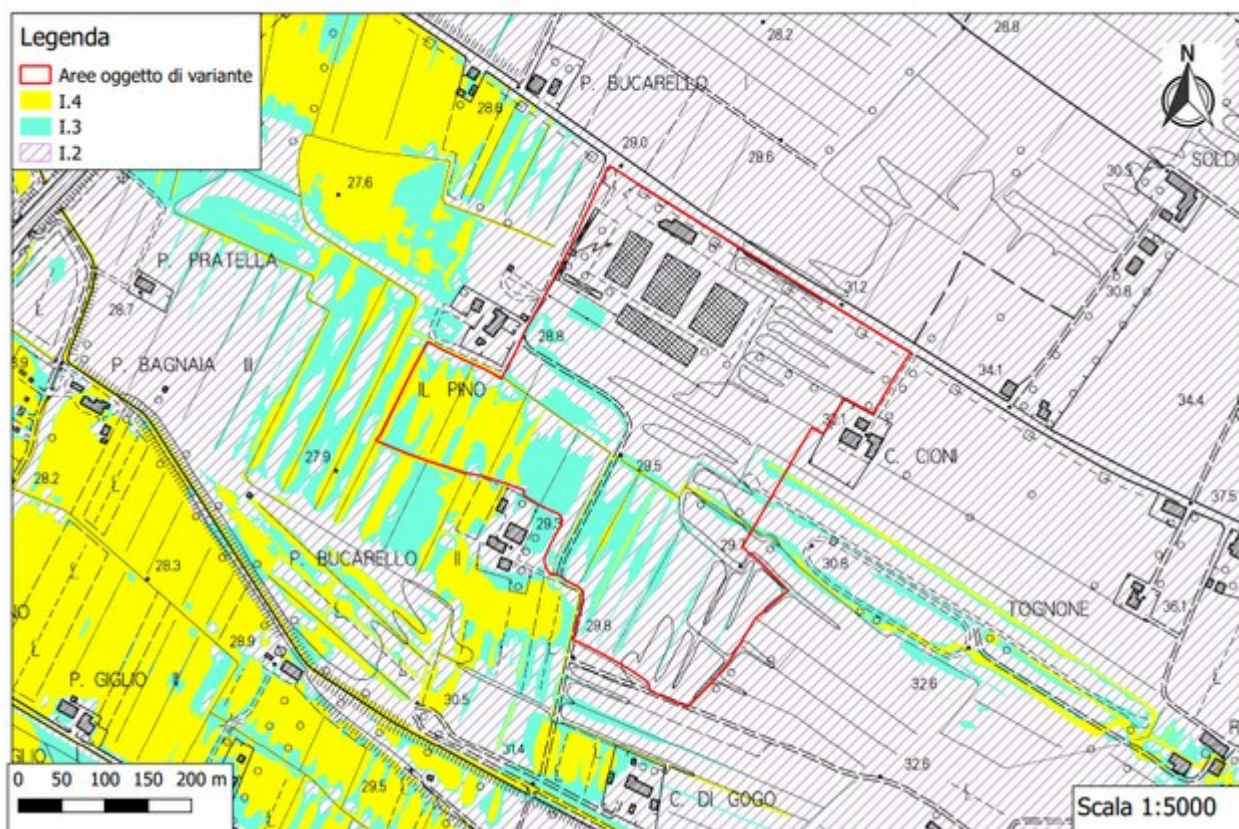 Legenda
Aree oggetto di variante
I.4
I.3
I.2
N
28.2
28.8
28.6
P. BUCARELLO I
29.0
28.6
30.3
27.6
P. PRATELLA
28.7
31.2
30.8
28.8
P. BAGNAIA II
IL PINO
34.1
34.4
C. CIONI
28.2
27.9
29.5
37.5
29.3
P. BUCARELLO II
30.8
28.3
TOGNONE
36.1
29.8
28.9
P. GIGLIO
32.6
30.5
31.4
29.5
32.6
C. DI GOGO
0 50 100 150 200 m
Scala 1:5000